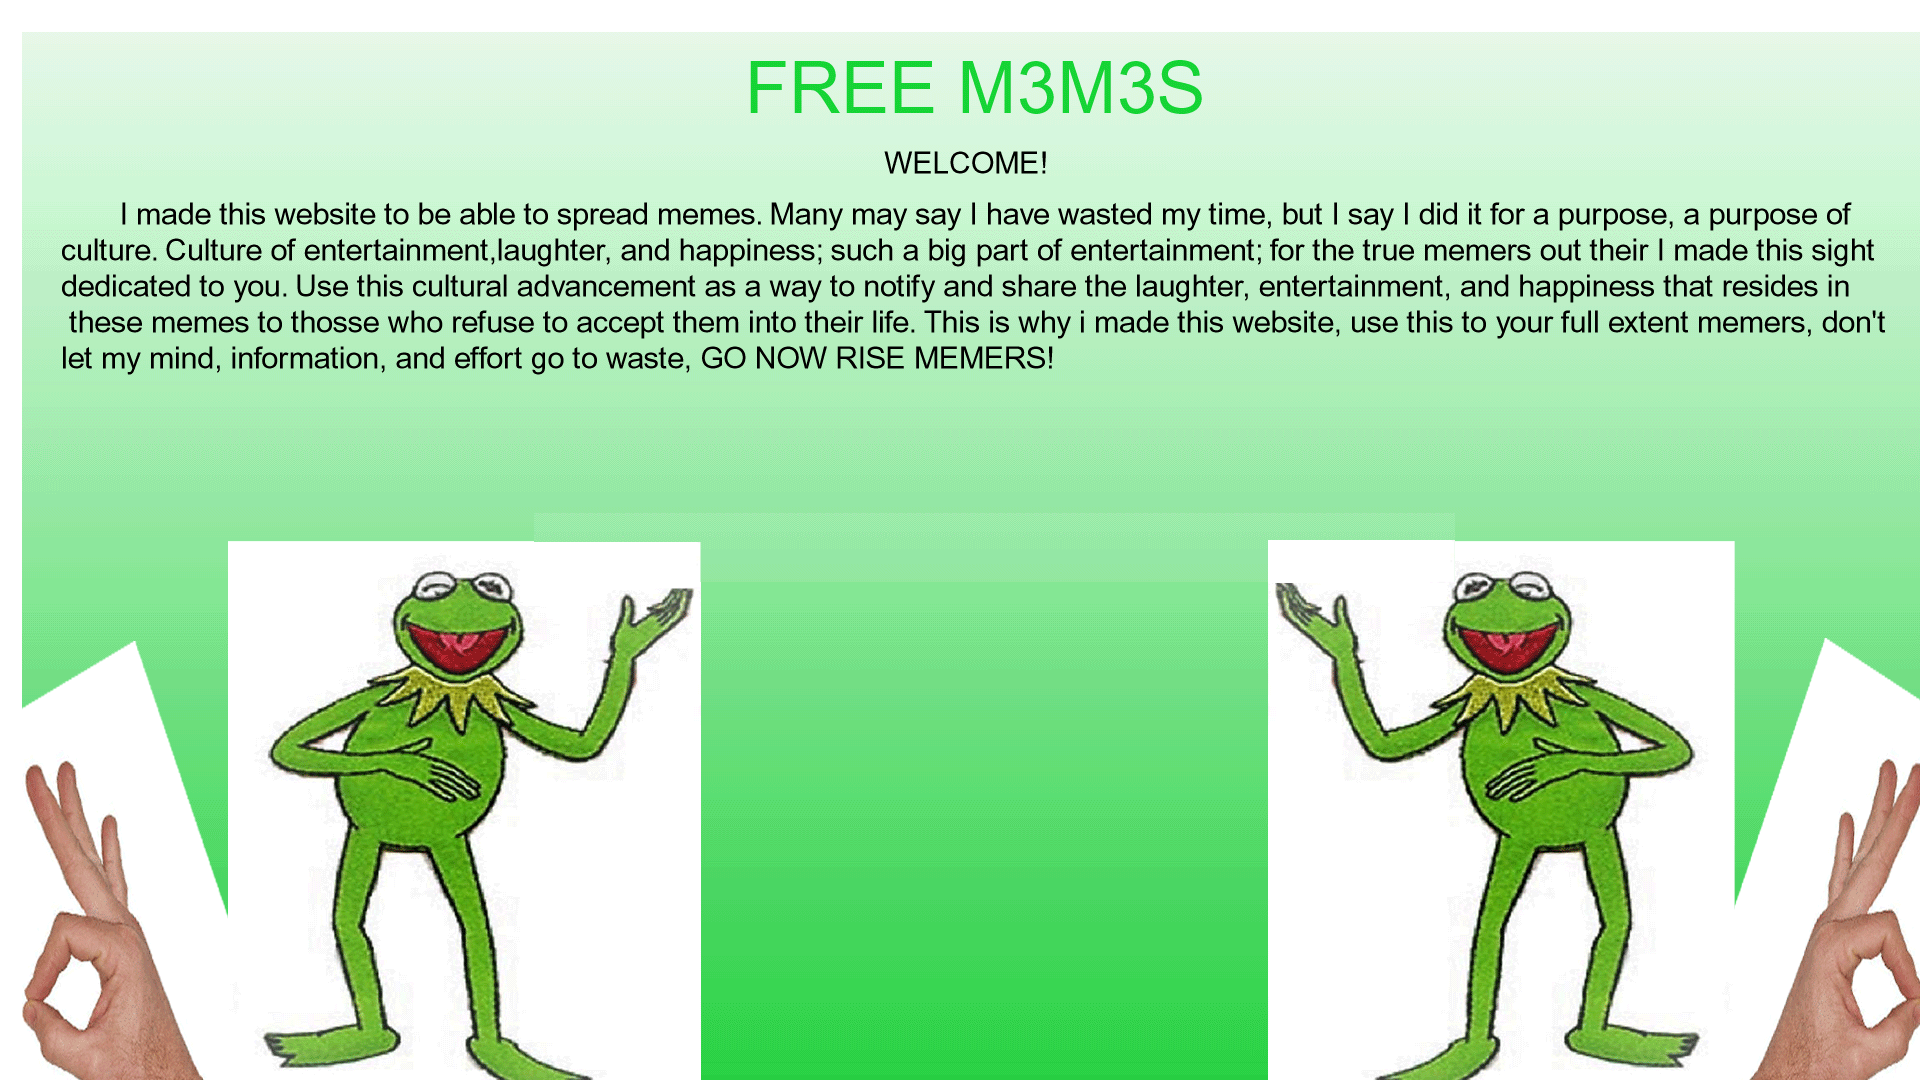 FREE M3M3S
WELCOME!
I made this website to be able to spread memes. Many may say I have wasted my time, but I say I did it for a purpose, a purpose of
culture. Culture of entertainment,laughter, and happiness; such a big part of entertainment; for the true memers out their I made this sight
dedicated to you. Use this cultural advancement as a way to notify and share the laughter, entertainment, and happiness that resides in
these memes to thosse who refuse to accept them into their life. This is why i made this website, use this to your full extent memers, don't
let my mind, information, and effort go to waste, GO NOW RISE MEMERS!